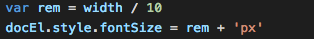 var rem = width / 10
docEl.style.fontSize = rem + 'px'